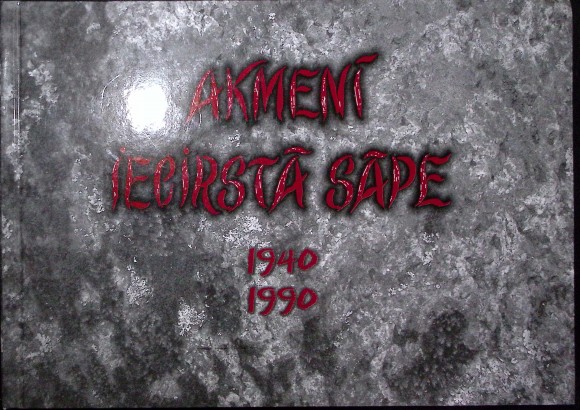 AKMENĪ
IECIRSTĀ SĀPE
1940
1990